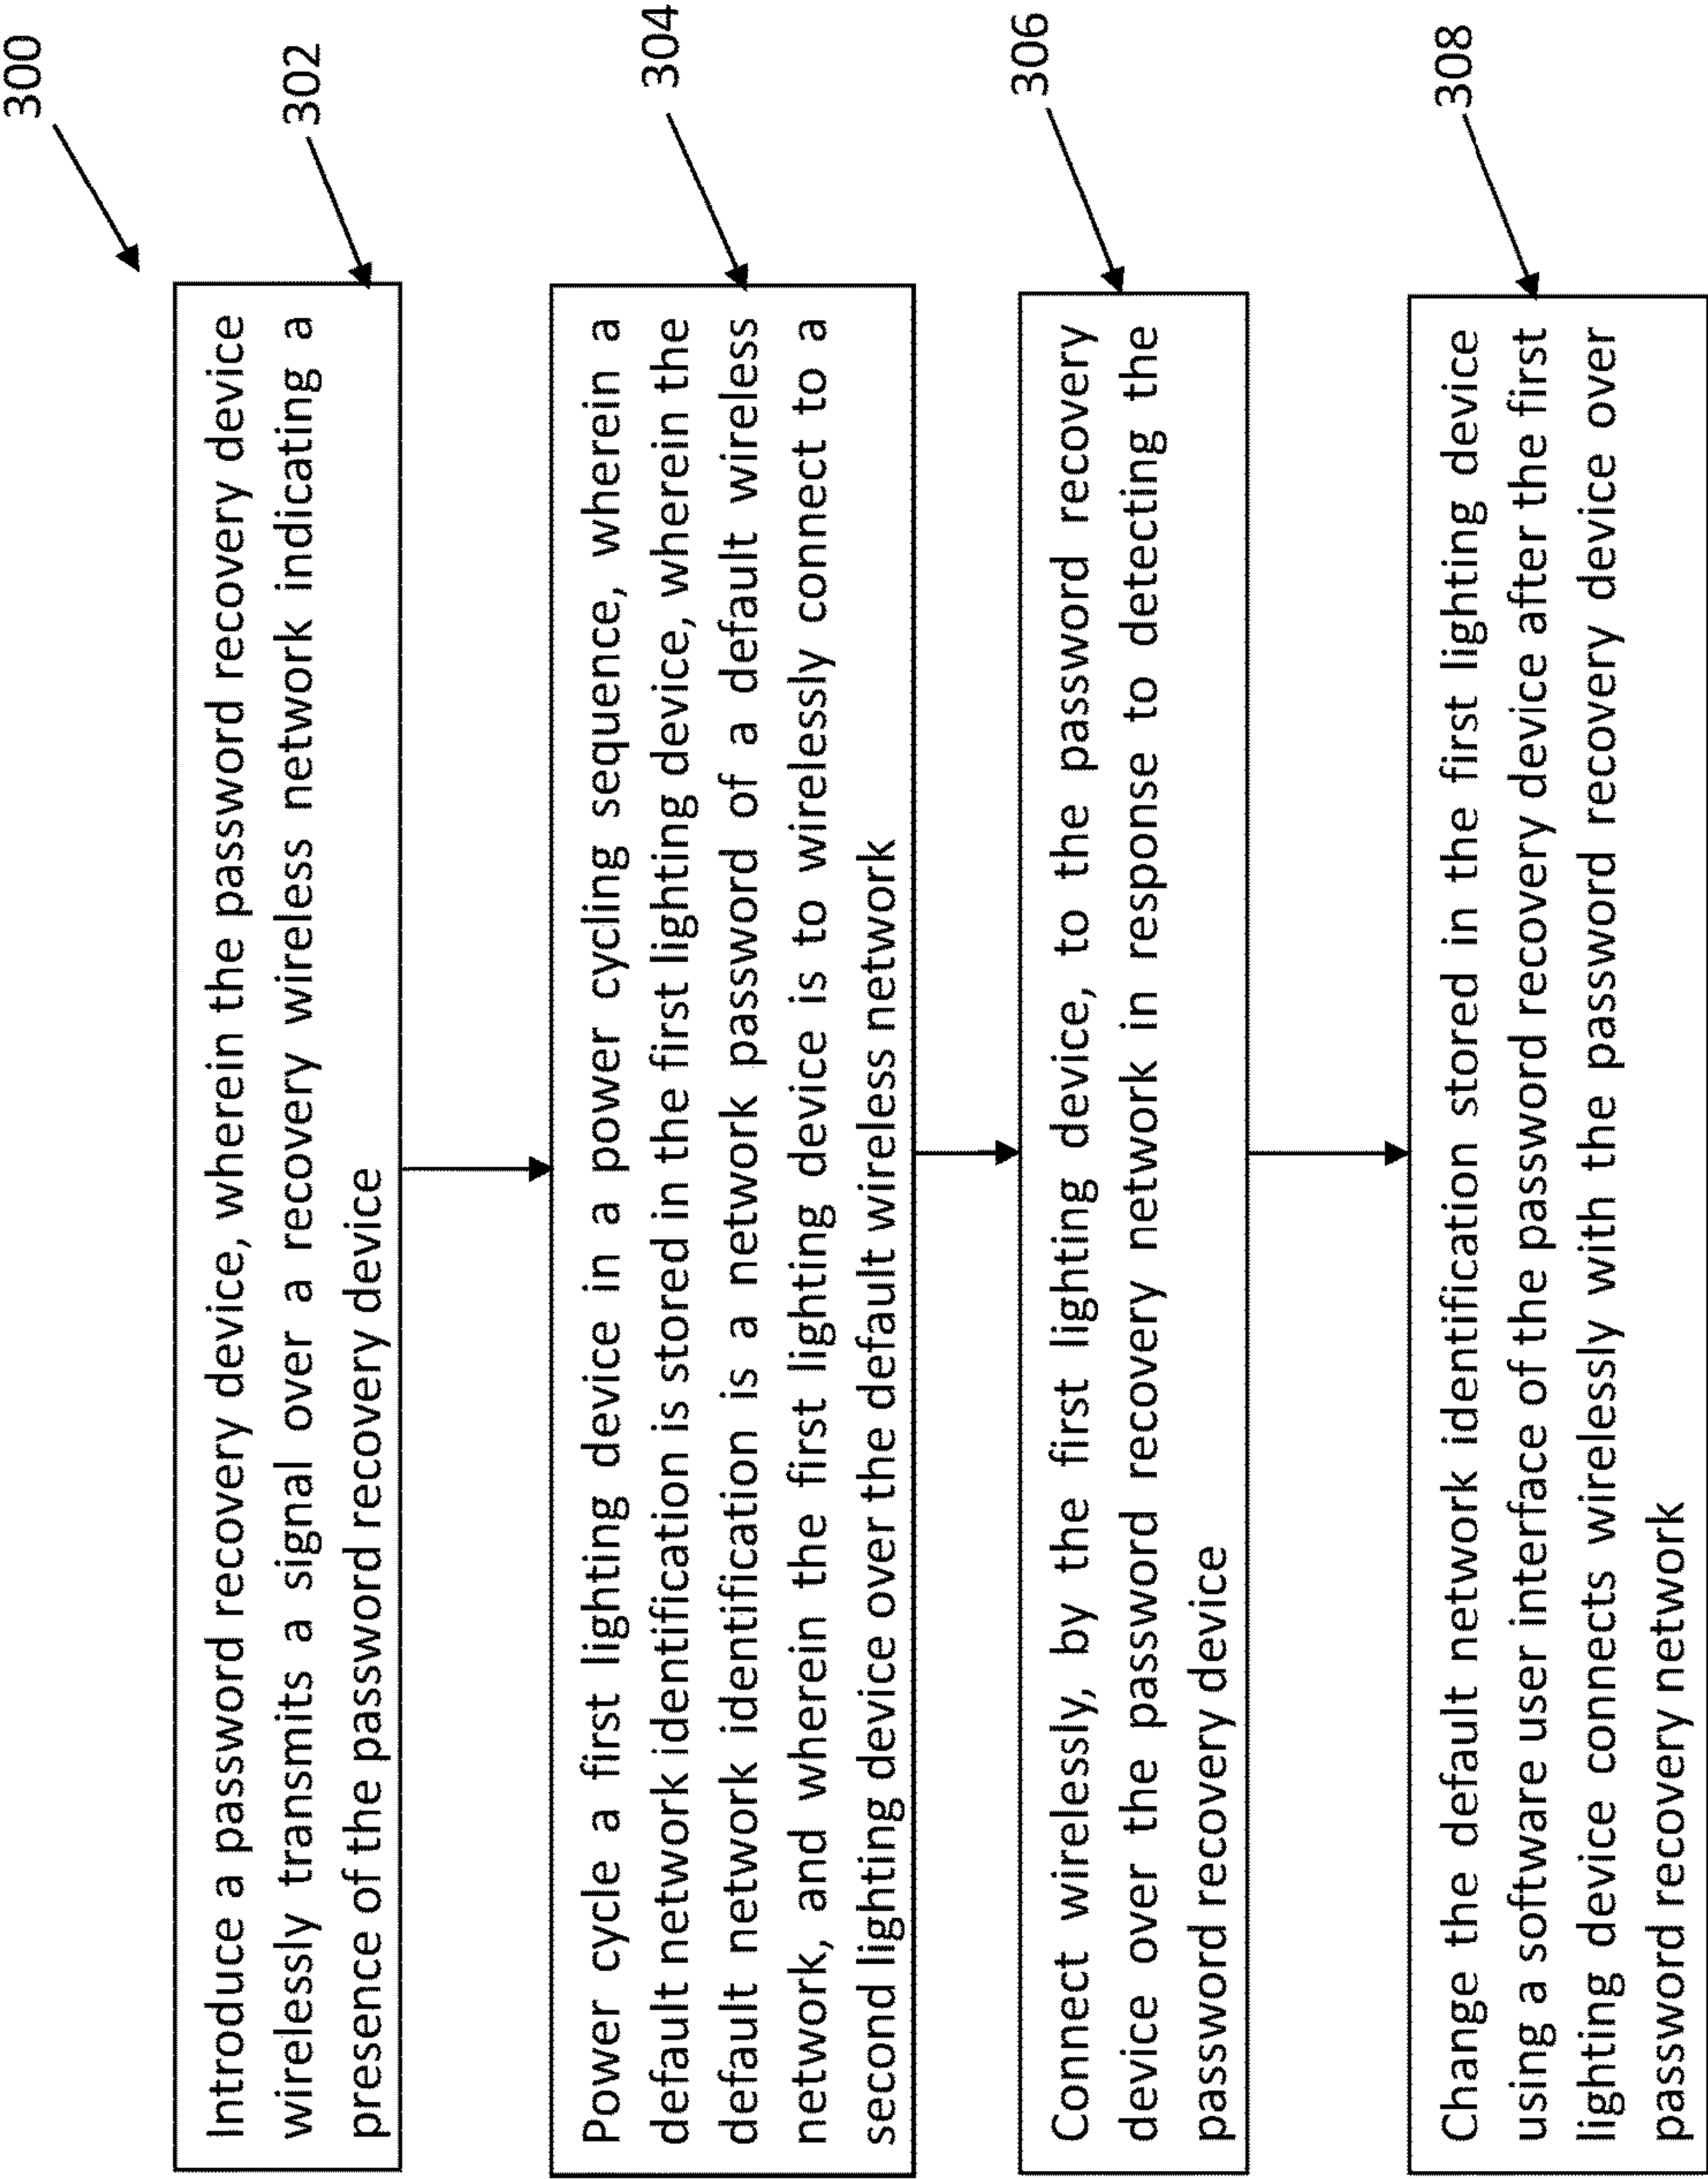 300
302
Introduce a password recovery device, wherein the password recovery device
wirelessly transmits a signal over a recovery wireless network indicating a
presence of the password recovery device
304
Power cycle a first lighting device in a power cycling sequence, wherein a
default network identification is stored in the first lighting device, wherein the
default network identification is a network password of a default wireless
network, and wherein the first lighting device is to wirelessly connect to a
second lighting device over the default wireless network
306
Connect wirelessly, by the first lighting device, to the password recovery
device over the password recovery network in response to detecting the
password recovery device
308
Change the default network identification stored in the first lighting device
using a software user interface of the password recovery device after the first
lighting device connects wirelessly with the password recovery device over
password recovery network